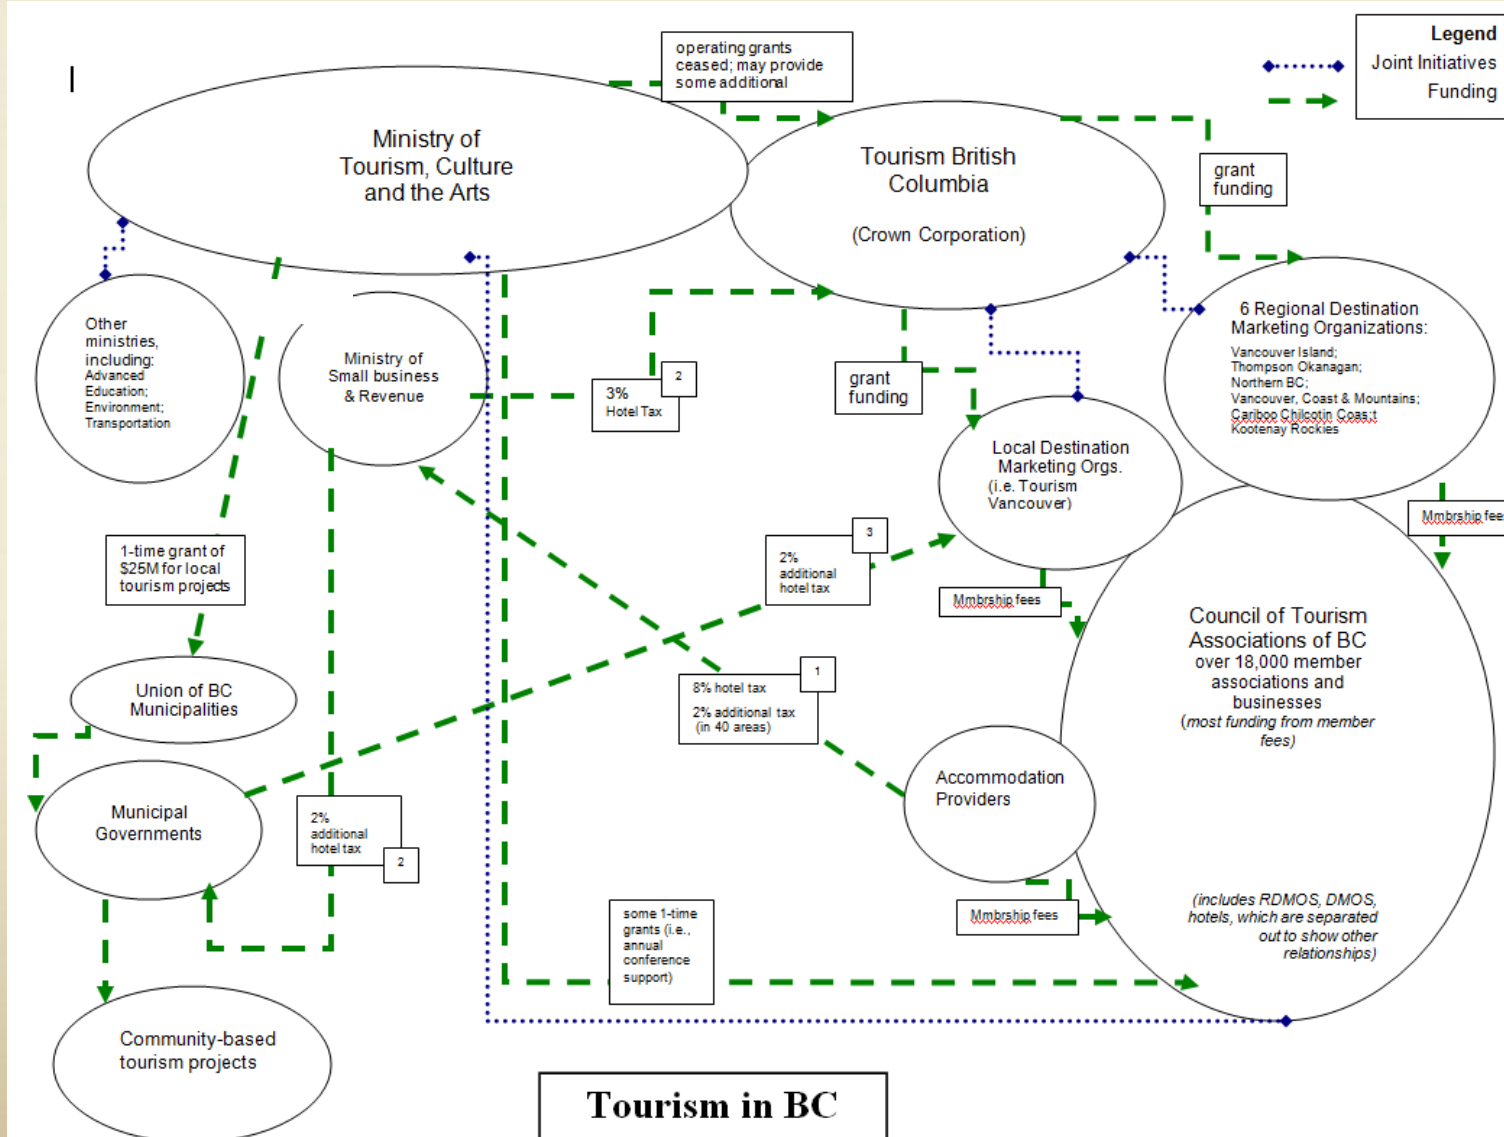 operating grants
ceased; may provide
some additional
Legend
Joint Initiatives
Funding
Ministry of
Tourism, Culture
and the Arts
Tourism British
Columbia
(Crown Corporation)
grant
funding
Other
ministries,
including:
Advanced
Education;
Environment;
Transportation
Ministry of
Small business
& Revenue
3%
Hotel Tax
2
grant
funding
6 Regional Destination
Marketing Organizations:
Vancouver Island;
Thompson Okanagan;
Northern BC;
Vancouver, Coast & Mountains;
Cariboo Chilcotin Coas;t
Kootenay Rockies
Local Destination
Marketing Orgs.
(i.e. Tourism
Vancouver)
Mmbrship fees
1-time grant of
$25M for local
tourism projects
2%
additional
hotel tax
3
Mmbrship fees
Council of Tourism
Associations of BC
over 18,000 member
associations and
businesses
(most funding from member
fees)
Union of BC
Municipalities
8% hotel tax
2% additional tax
(in 40 areas)
1
Accommodation
Providers
Municipal
Governments
2%
additional
hotel tax
2
some 1-time
grants (i.e.,
annual
conference
support)
Mmbrship fees
(includes RDMOS, DMOS,
hotels, which are separated
out to show other
relationships)
Community-based
tourism projects
Tourism in BC